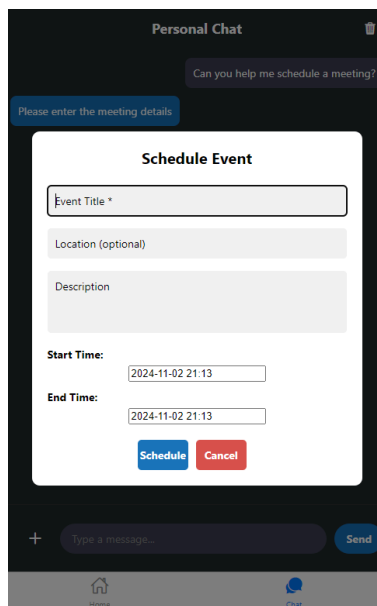 Personal Chat
Can you help me schedule a meeting?
Please enter the meeting details
Schedule Event
Event Title *
Location (optional)
Description
Start Time:
2024-11-02 21:13
End Time:
2024-11-02 21:13
Schedule Cancel
Type a message...
Send
Home Chat